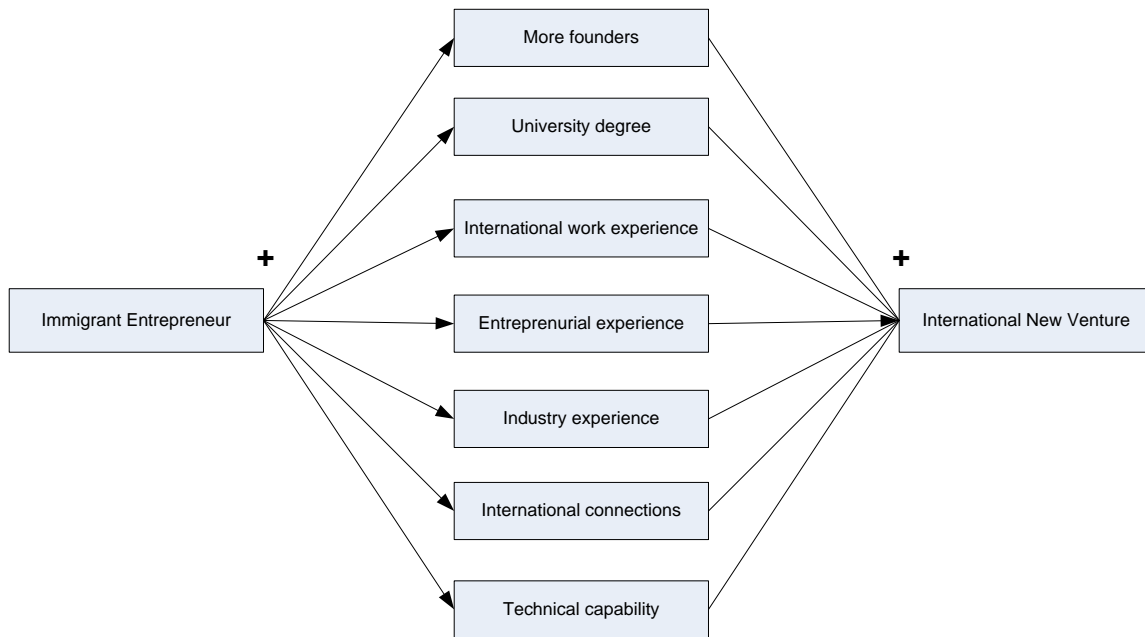 More founders
University degree
International work experience
+
+
Immigrant Entrepreneur
Entreprenurial experience
International New Venture
Industry experience
International connections
Technical capability